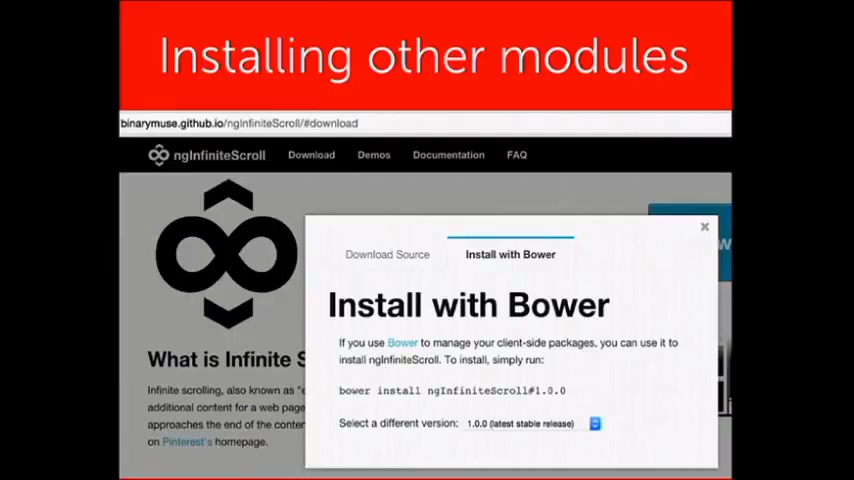 Installing other modules
binarymuse.github.io/ngInfiniteScroll/#download
ngInfiniteScroll Download Demos Documentation FAQ
Download Source Install with Bower
Install with Bower
If you use Bower to manage your client-side packages, you can use it to
install ngInfiniteScroll. To install, simply run:
bower install ngInfiniteScroll#1.0.0
Select a different version: 1.0.0 (latest stable release)
What is Infinite S
Infinite scrolling, also known as "e
additional content for a web page
approaches the end of the conten
on Pinterest's homepage.